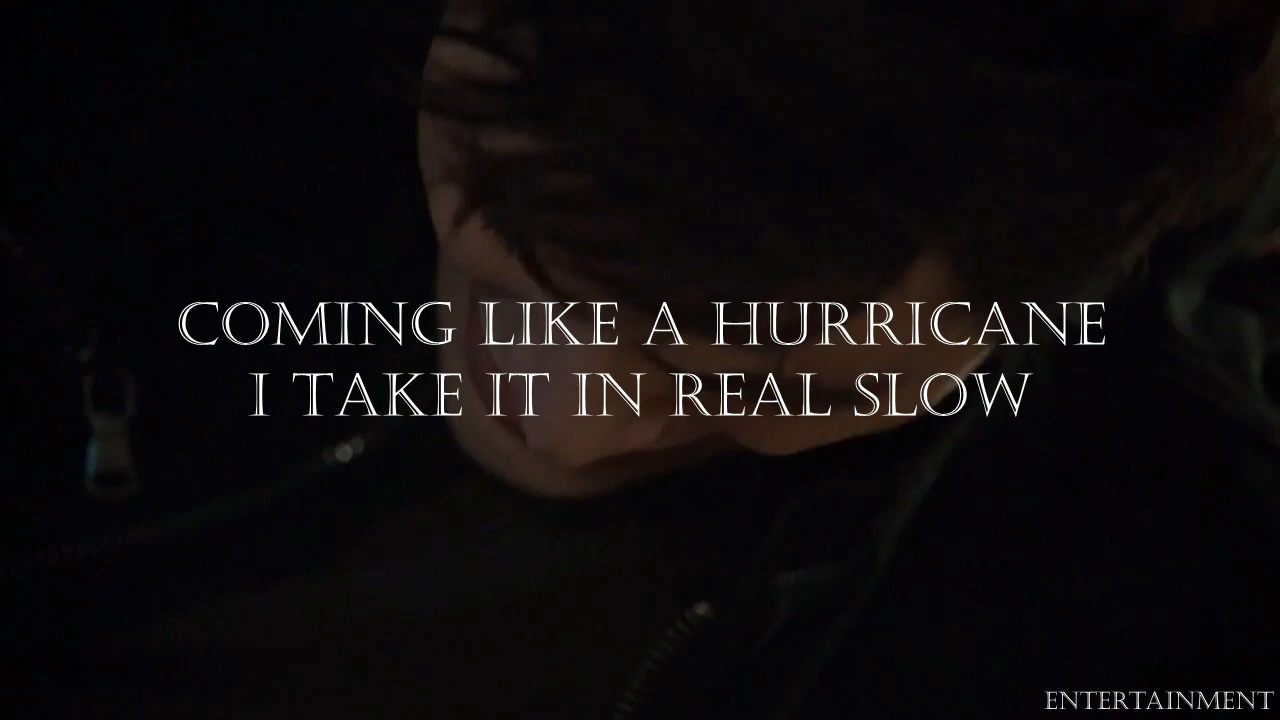 COMING LIKE A HURRICANE
I TAKE IT IN REAL SLOW
ENTERTAINMENT